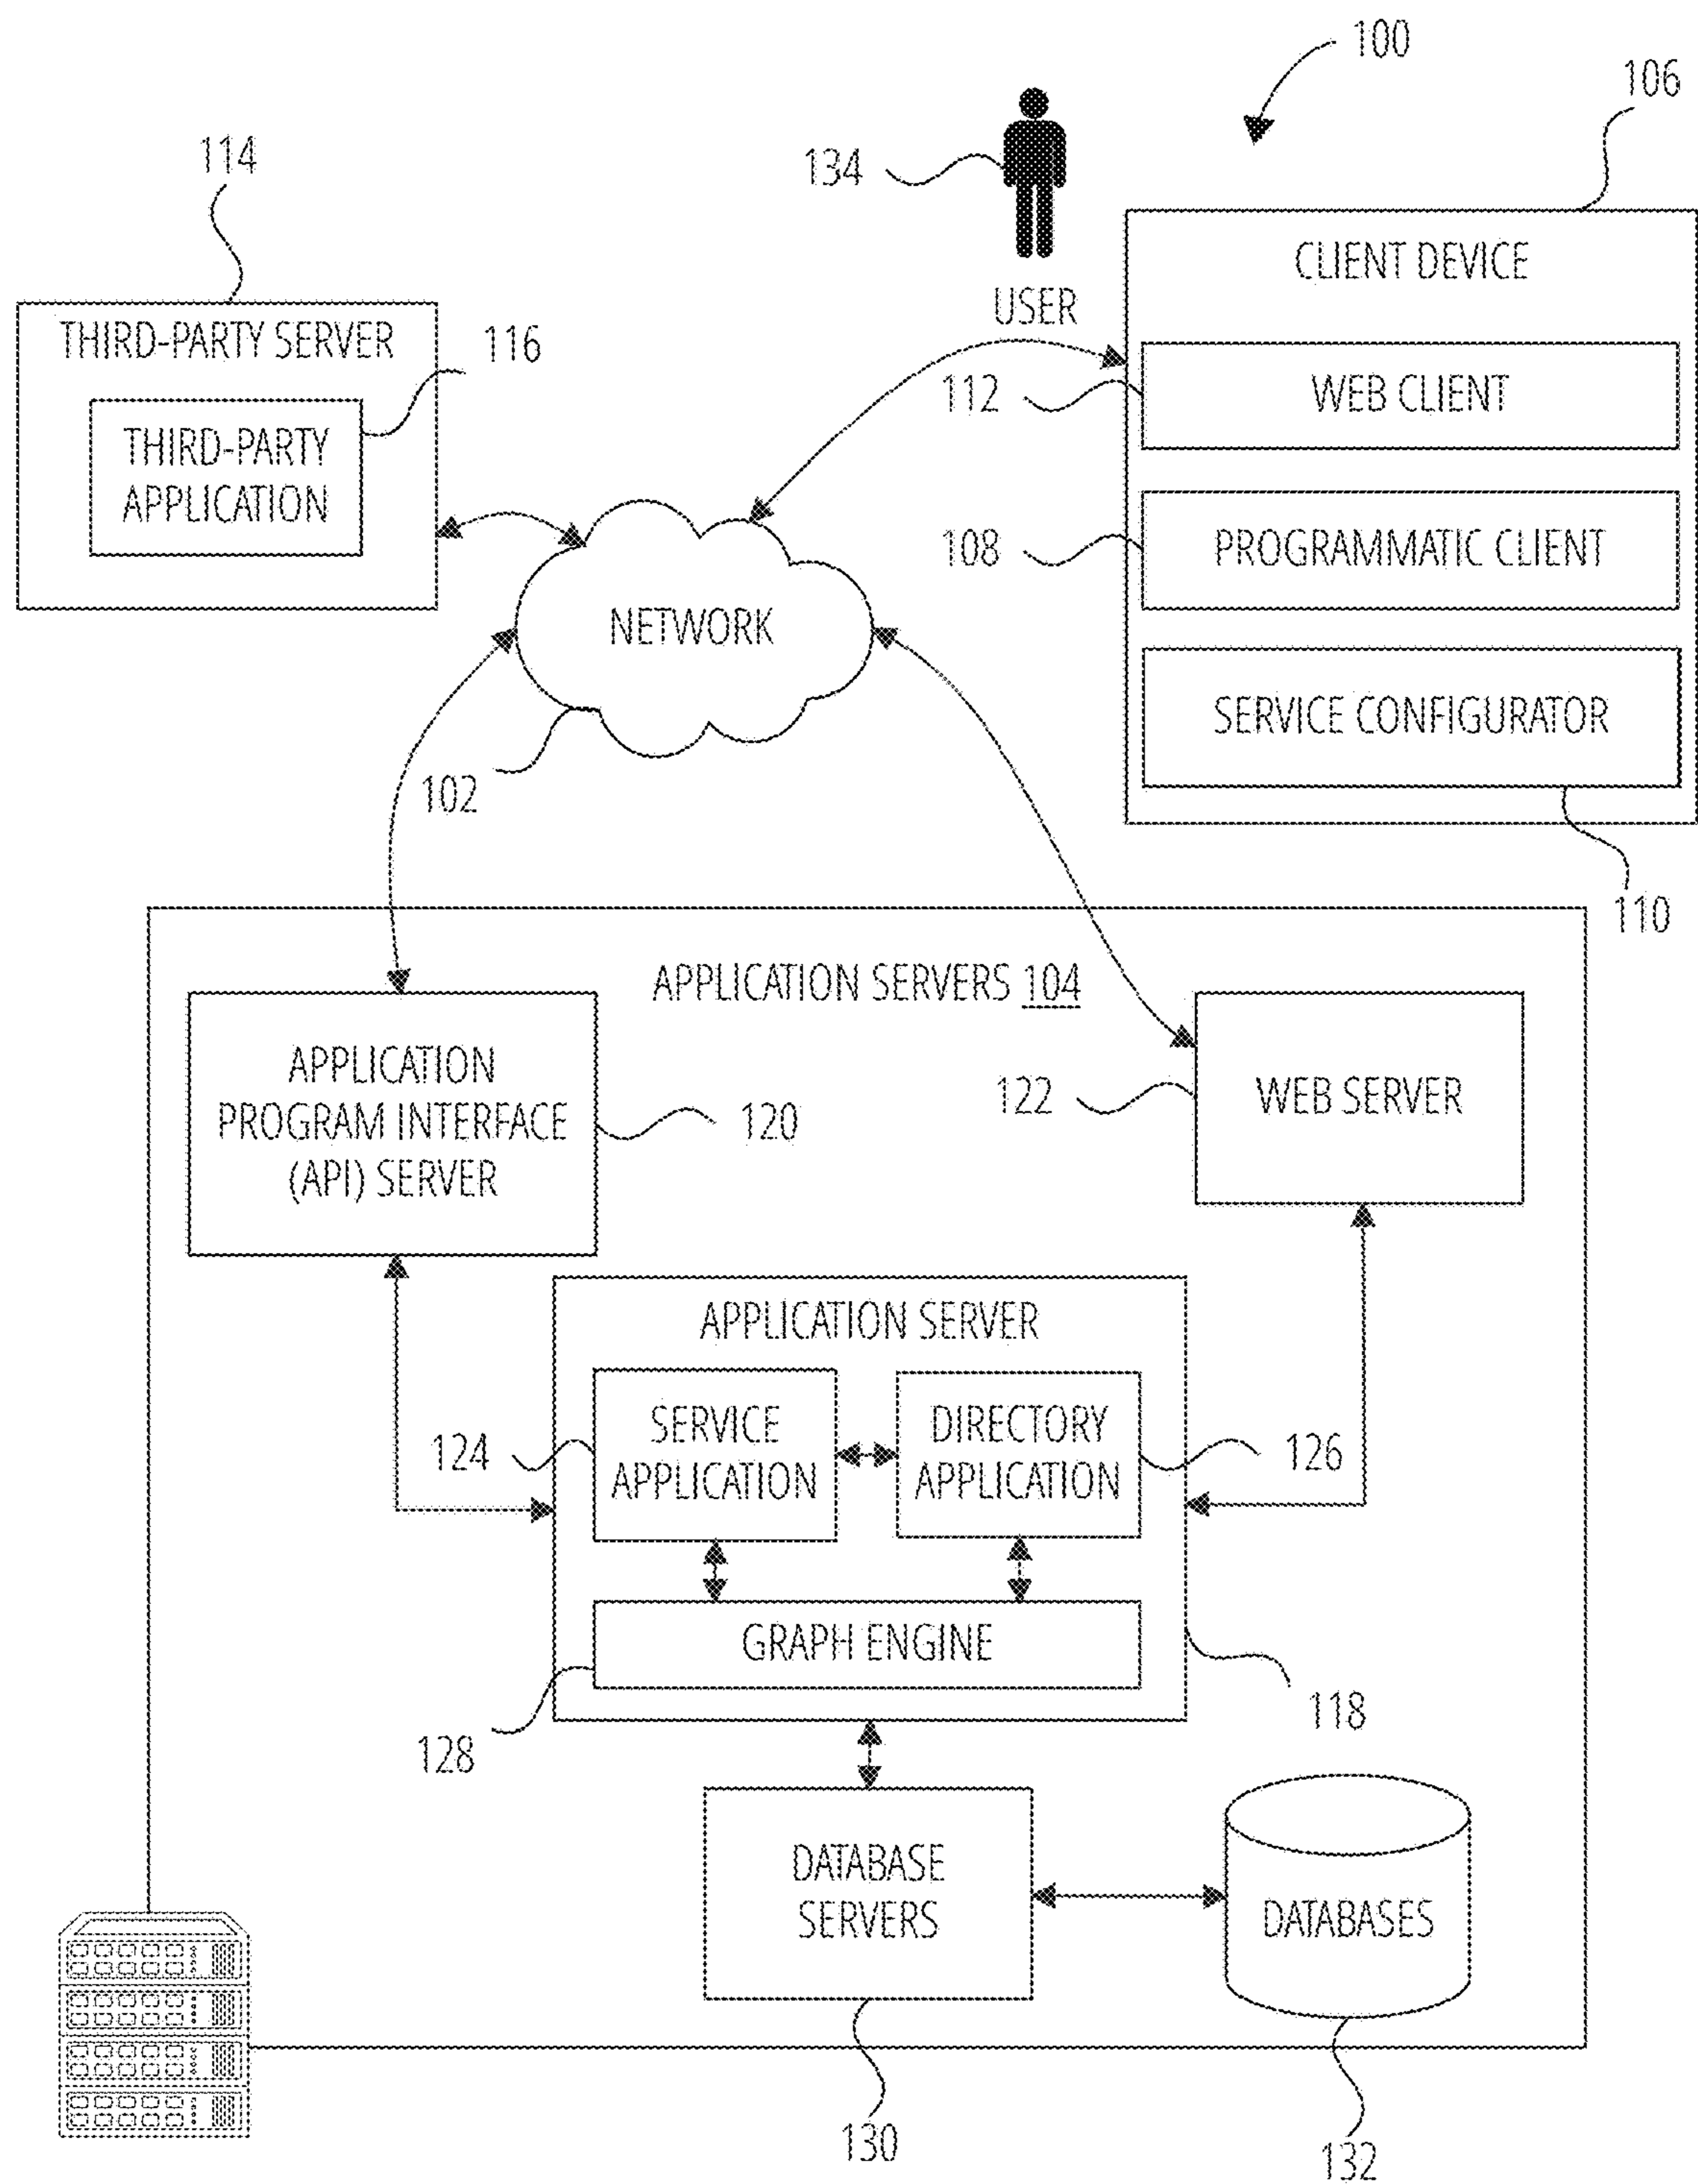 100
106
134
114
CLIENT DEVICE
USER
THIRD-PARTY SERVER
116
112
WEB CLIENT
THIRD-PARTY
APPLICATION
108
PROGRAMMATIC CLIENT
NETWORK
SERVICE CONFIGURATOR
102
110
APPLICATION SERVERS 104
APPLICATION
PROGRAM INTERFACE
(API) SERVER
120
122
WEB SERVER
APPLICATION SERVER
124
SERVICE
APPLICATION
DIRECTORY
APPLICATION
126
GRAPH ENGINE
118
128
DATABASE
SERVERS
DATABASES
130
132